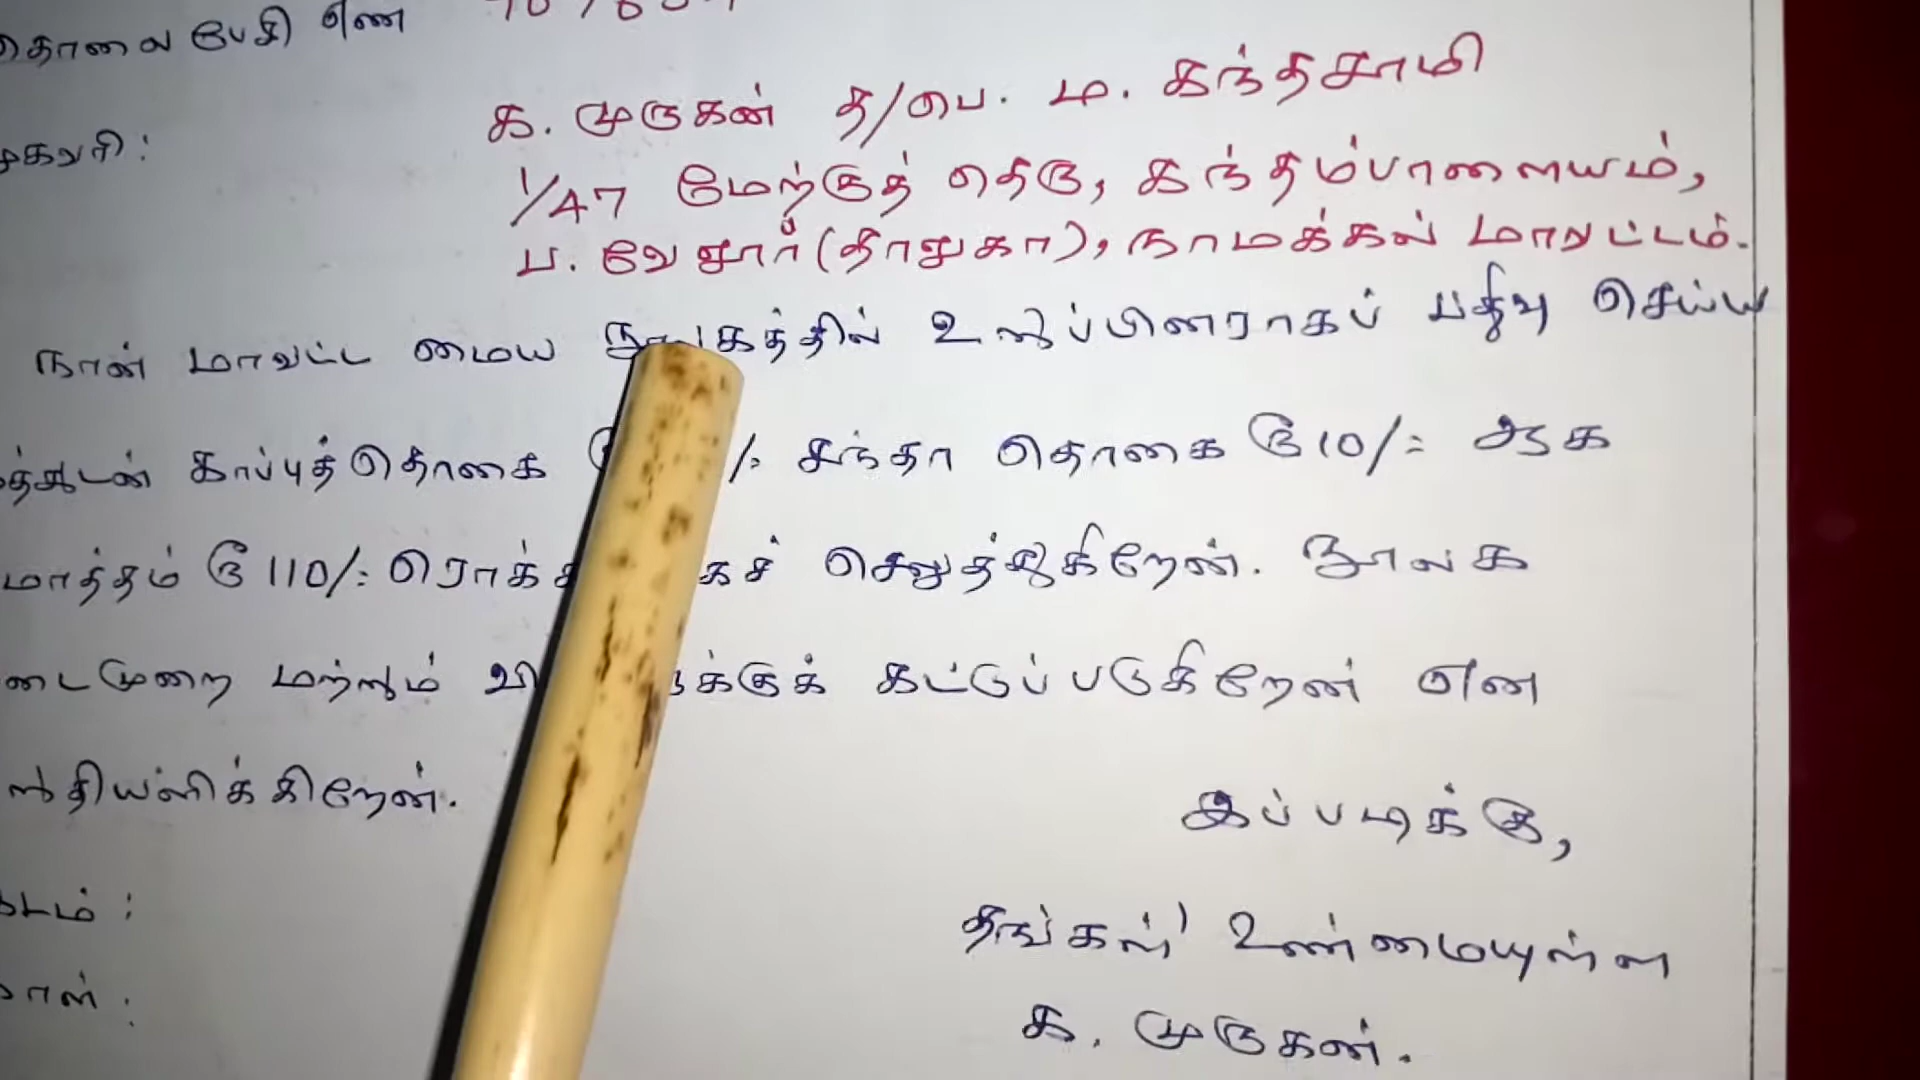 தொலை பேசி எண்
முகவரி :
க. முருகன் த/பெ. ம. கந்தசாமி
1/47 மேற்குத் தெரு, கந்தம்பாளையம்,
ப. வேலூர் (தாலுகா), நாமக்கல் மாவட்டம்.
நான் மாவட்ட மைய நூலகத்தில் உறுப்பினராகப் பதிவு செய்ய
காப்புத்தொகை /- சந்தா தொகை ரூ 10/- ஆக
மொத்தம் ரூ 110/- செலுத்துகிறேன். நூலக
நடைமுறை மற்றும் கட்டுப்படுகிறேன் என
உறுதியளிக்கிறேன்.
இப்படிக்கு,
இடம் :
தங்கள் உண்மையுள்ள
நாள் :
க. முருகன்.